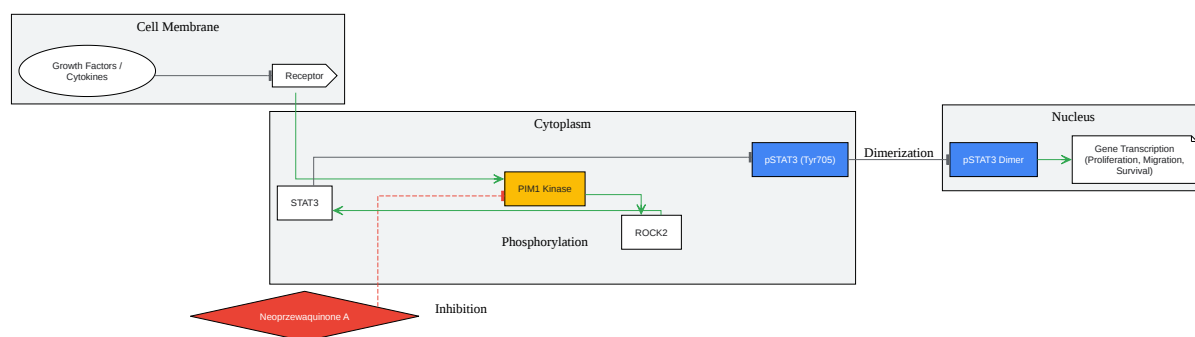 Cell Membrane
Growth Factors /
Cytokines
Receptor
Cytoplasm
Nucleus
pSTAT3 (Tyr705)
Dimerization
pSTAT3 Dimer
Gene Transcription
(Proliferation, Migration,
Survival)
STAT3
PIM1 Kinase
ROCK2
Phosphorylation
Neoprzewaquinone A
Inhibition